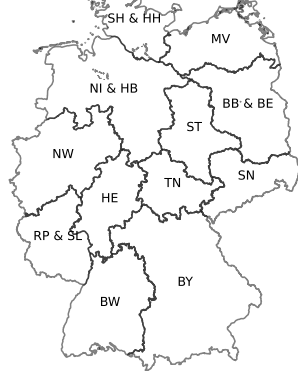 SH & HH
MV
NI & HB
BB & BE
ST
NW
SN
TN
HE
RP & SL
BY
BW